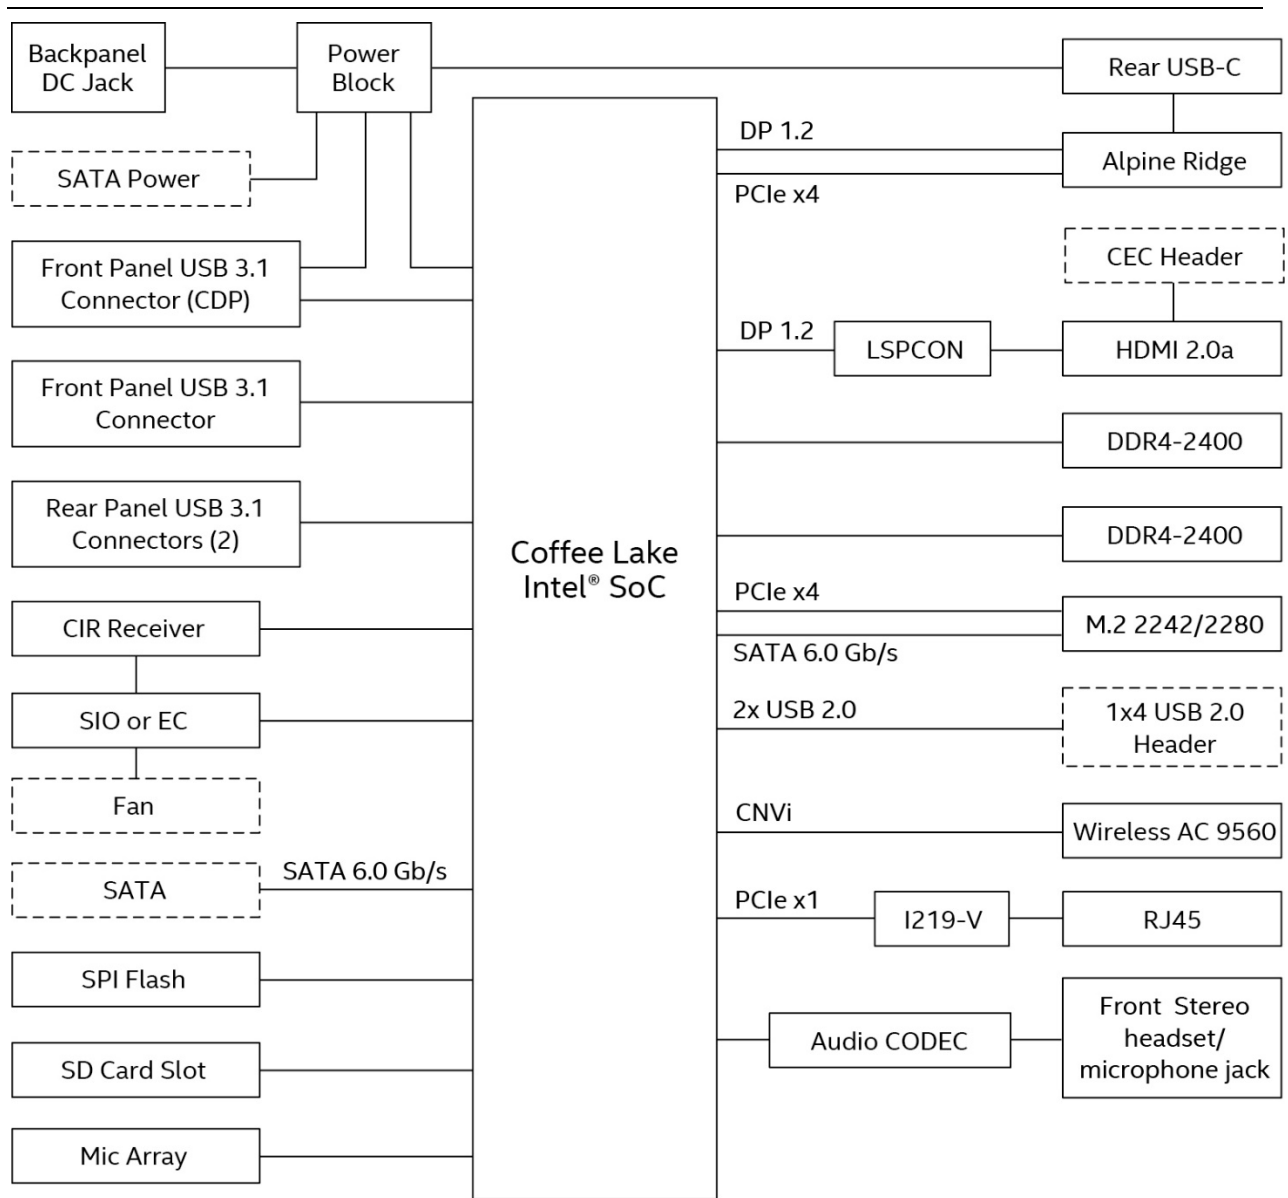 Backpanel
DC Jack
Power
Block
Rear USB-C
DP 1.2
Alpine Ridge
PCIe x4
SATA Power
Front Panel USB 3.1
Connector (CDP)
CEC Header
DP 1.2
LSPCON
HDMI 2.0a
Front Panel USB 3.1
Connector
DDR4-2400
Rear Panel USB 3.1
Connectors (2)
DDR4-2400
Coffee Lake
Intel® SoC
PCIe x4
M.2 2242/2280
SATA 6.0 Gb/s
CIR Receiver
SIO or EC
2x USB 2.0
1x4 USB 2.0
Header
Fan
CNVi
Wireless AC 9560
SATA
SATA 6.0 Gb/s
PCIe x1
I219-V
RJ45
SPI Flash
Audio CODEC
Front Stereo
headset/
microphone jack
SD Card Slot
Mic Array